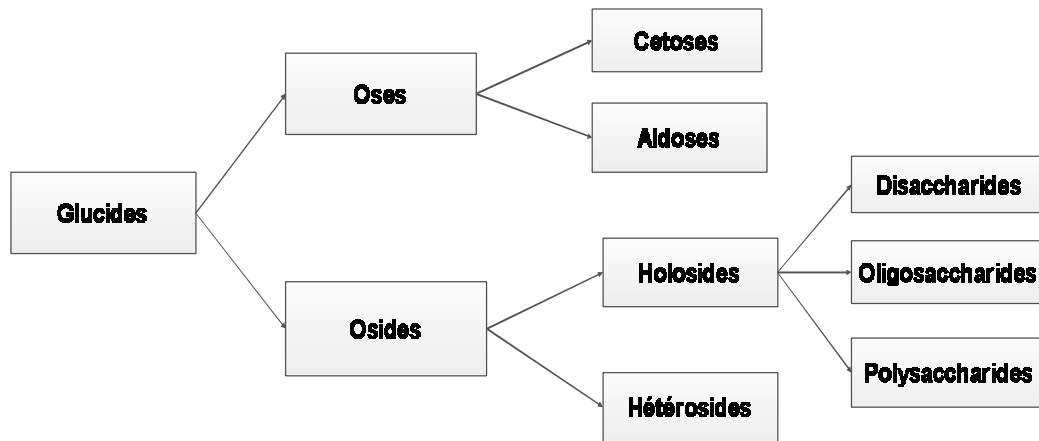 Glucides
Oses
Cetoses
Aldoses
Osides
Holosides
Disaccharides
Oligosaccharides
Polysaccharides
Hétérosides